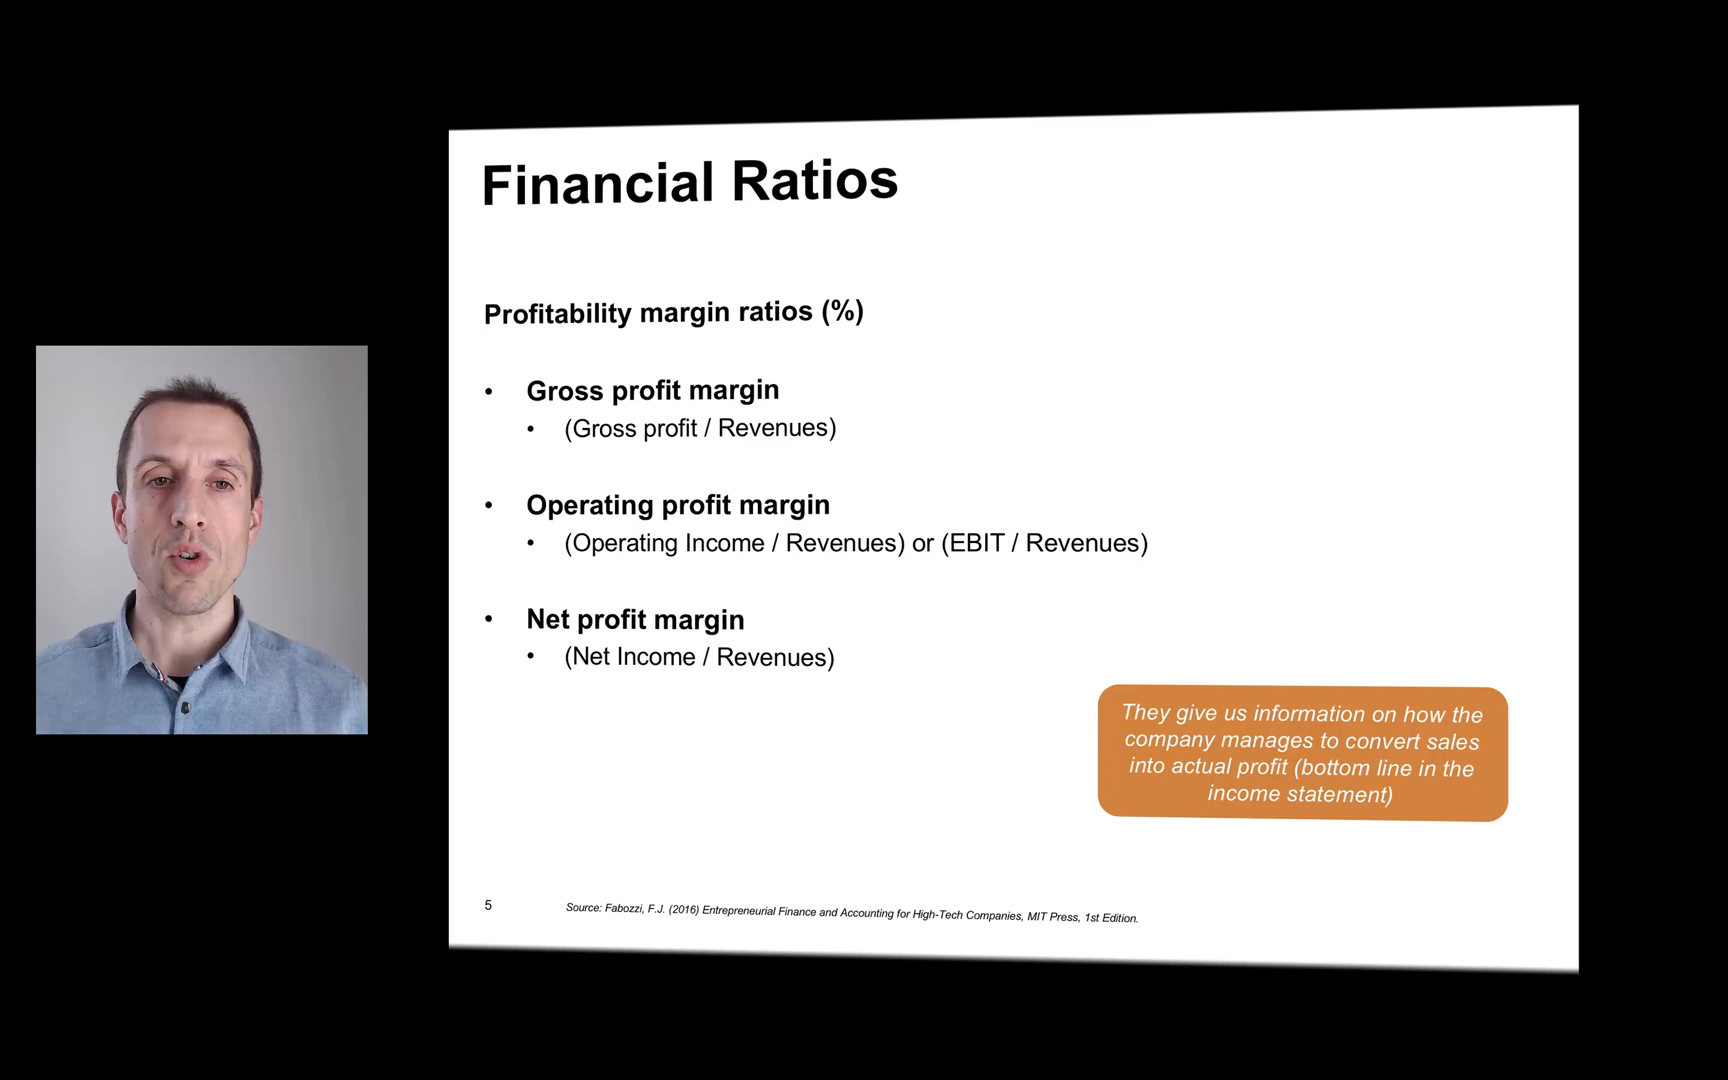 Financial Ratios
Profitability margin ratios (%)
• Gross profit margin
• (Gross profit / Revenues)
• Operating profit margin
• (Operating Income / Revenues) or (EBIT / Revenues)
• Net profit margin
• (Net Income / Revenues)
They give us information on how the
company manages to convert sales
into actual profit (bottom line in the
income statement)
5
Source: Fabozzi, F.J. (2016) Entrepreneurial Finance and Accounting for High-Tech Companies, MIT Press, 1st Edition.